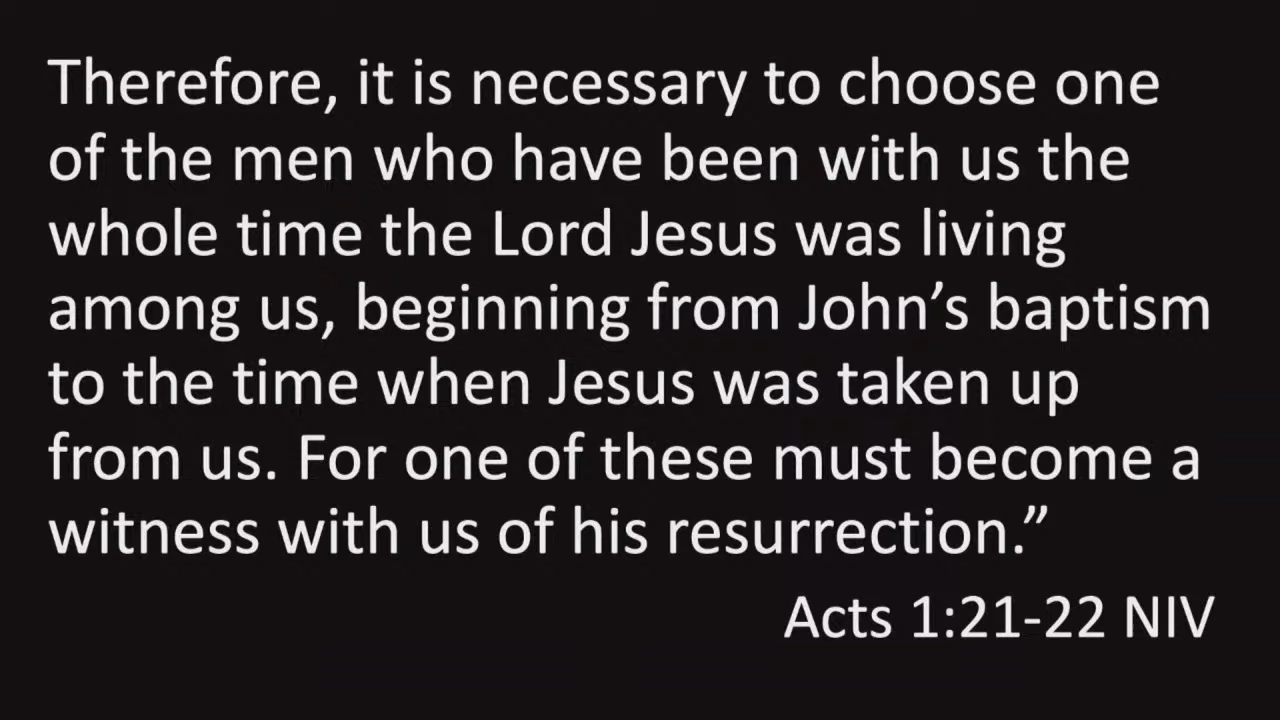 Therefore, it is necessary to choose one
of the men who have been with us the
whole time the Lord Jesus was living
among us, beginning from John’s baptism
to the time when Jesus was taken up
from us. For one of these must become a
witness with us of his resurrection.”
Acts 1:21-22 NIV